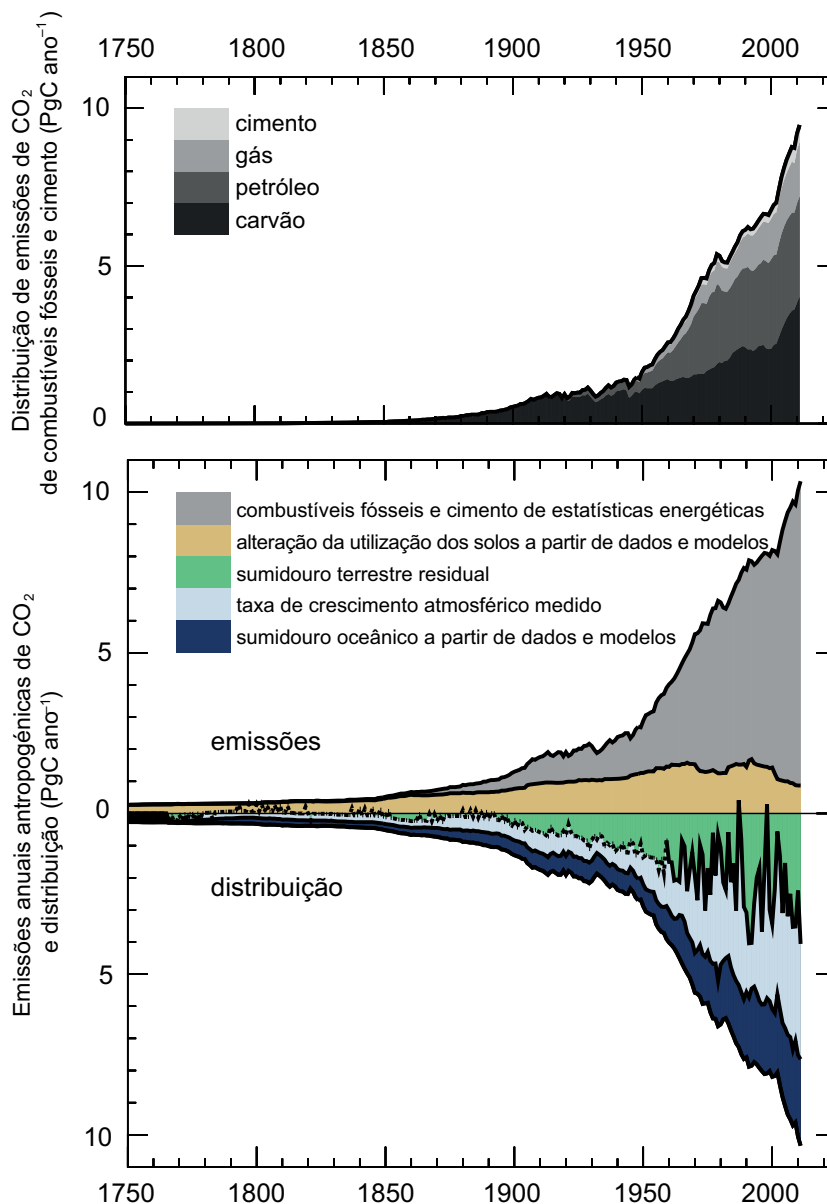 1750 1800 1850 1900 1950 2000
Distribuição de emissões de CO₂
de combustíveis fósseis e cimento (PgC ano⁻¹)
10
5
0
cimento
gás
petróleo
carvão
Emissões anuais antropogénicas de CO₂
e distribuição (PgC ano⁻¹)
10
5
0
5
10
combustíveis fósseis e cimento de estatísticas energéticas
alteração da utilização dos solos a partir de dados e modelos
sumidouro terrestre residual
taxa de crescimento atmosférico medido
sumidouro oceânico a partir de dados e modelos
emissões
distribuição
1750 1800 1850 1900 1950 2000